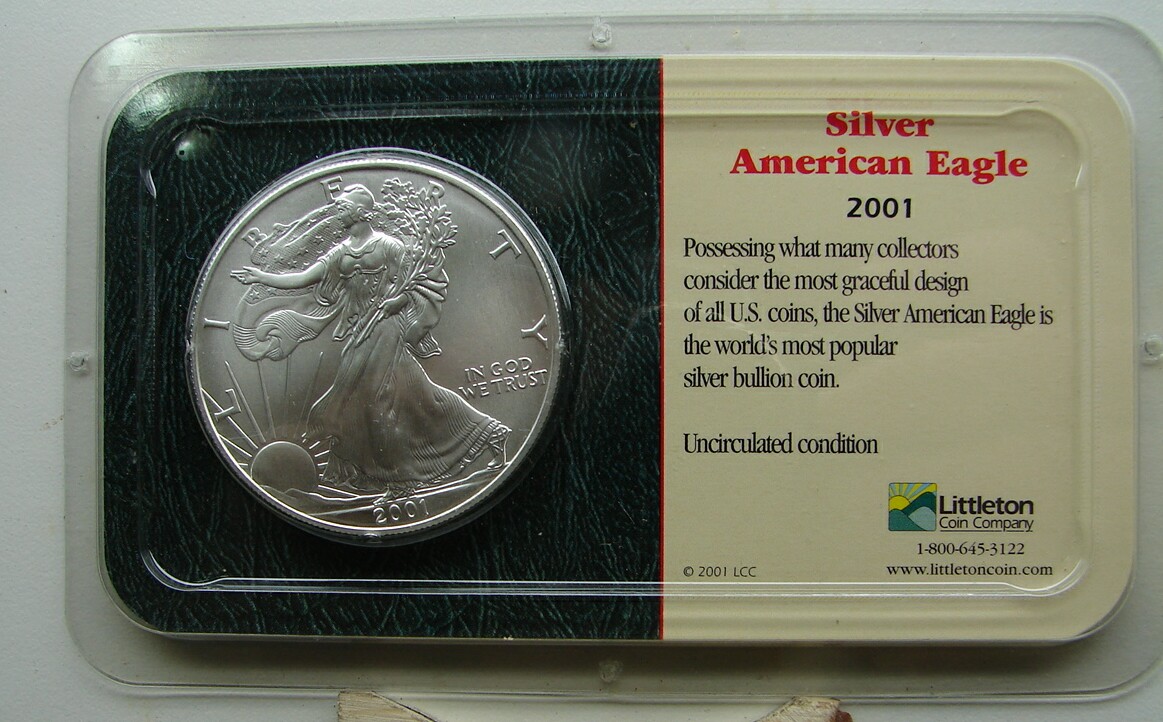 Silver
American Eagle
2001
Possessing what many collectors
consider the most graceful design
of all U.S. coins, the Silver American Eagle is
the world's most popular
silver bullion coin.
Uncirculated condition
Littleton
Coin Company
1-800-645-3122
© 2001 LCC
www.littletoncoin.com
LIBERTY
IN GOD
WE TRUST
2001